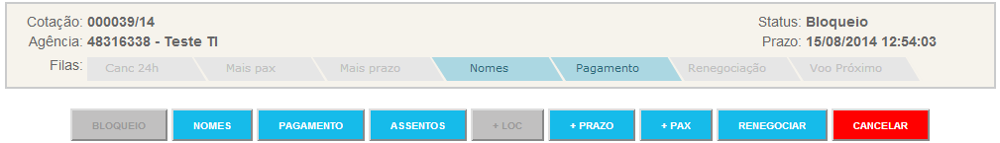 Cotação: 000039/14 Status: Bloqueio
Agência: 48316338 - Teste TI Prazo: 15/08/2014 12:54:03
Filas: Canc 24h Mais pax Mais prazo Nomes Pagamento Renegociação Voo Próximo
BLOQUEIO NOMES PAGAMENTO ASSENTOS + LOC + PRAZO + PAX RENEGOCIAR CANCELAR